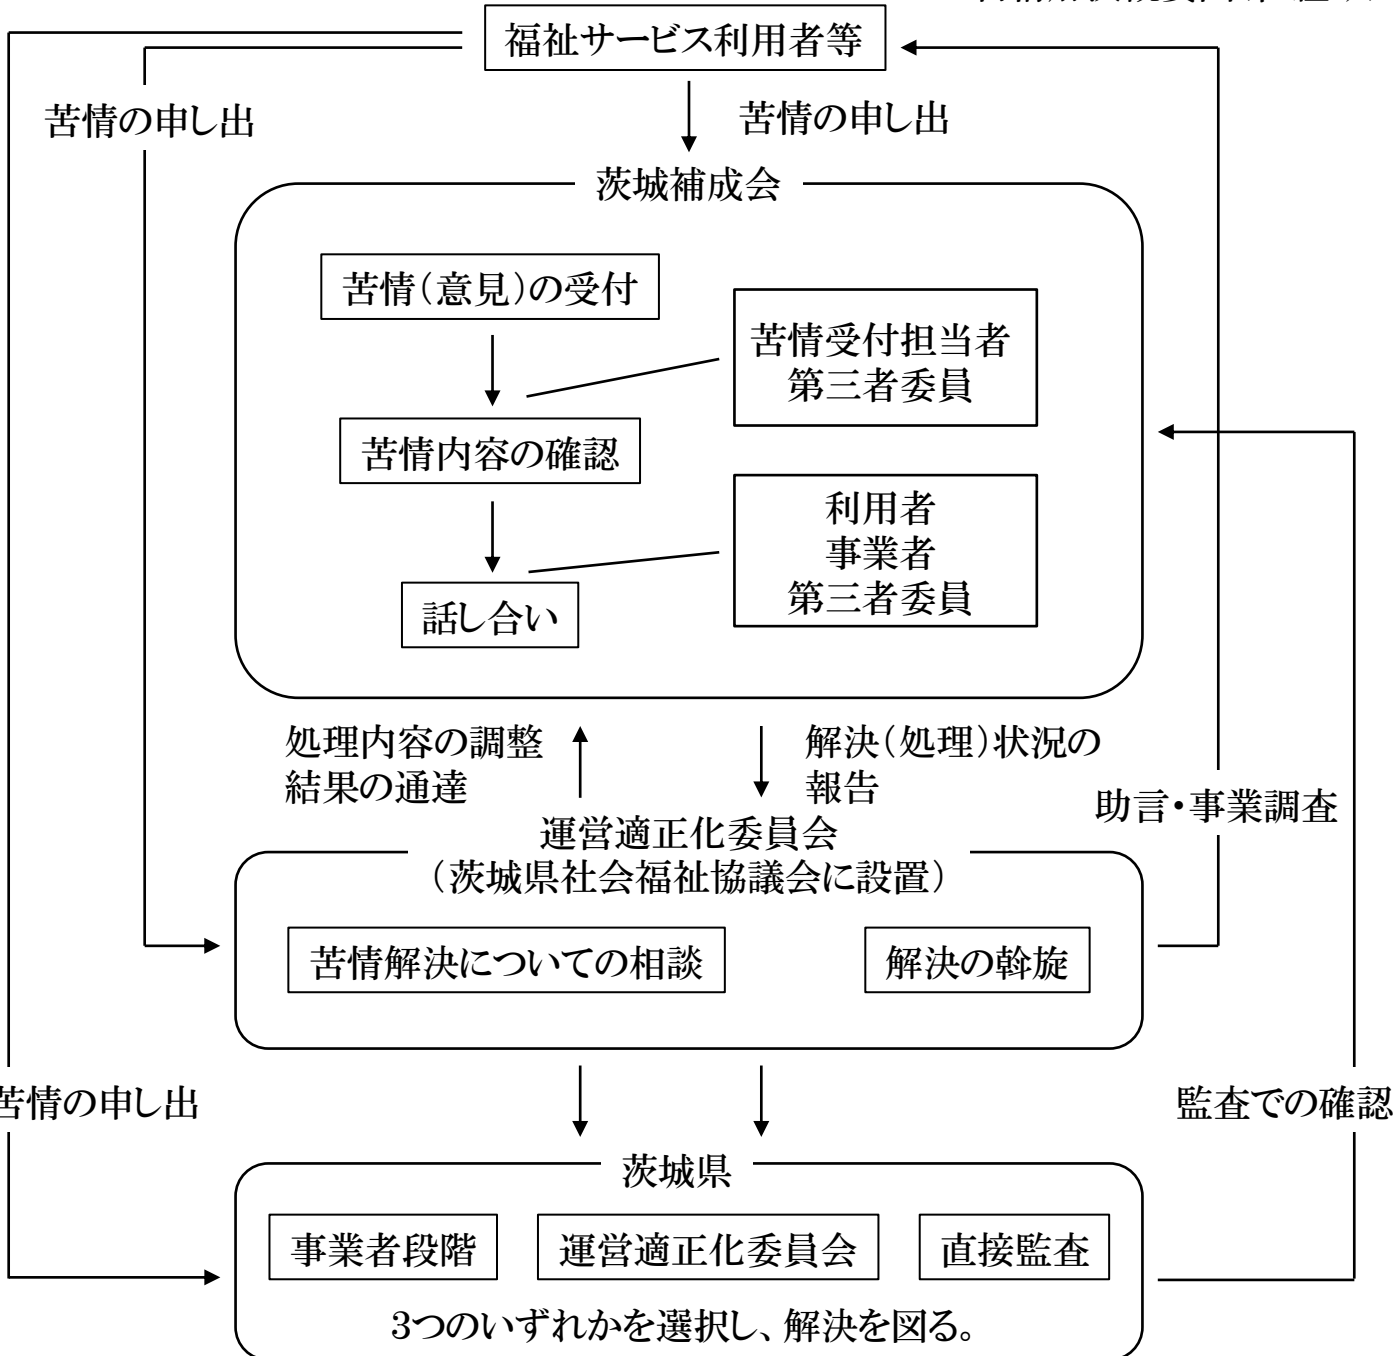 福祉サービス利用者等
苦情の申し出
苦情の申し出
茨城補成会
苦情(意見)の受付
苦情受付担当者
第三者委員
苦情内容の確認
利用者
事業者
第三者委員
話し合い
処理内容の調整
結果の通達
解決(処理)状況の
報告
助言・事業調査
運営適正化委員会
(茨城県社会福祉協議会に設置)
苦情解決についての相談
解決の斡旋
苦情の申し出
監査での確認
茨城県
事業者段階
運営適正化委員会
直接監査
3つのいずれかを選択し、解決を図る。